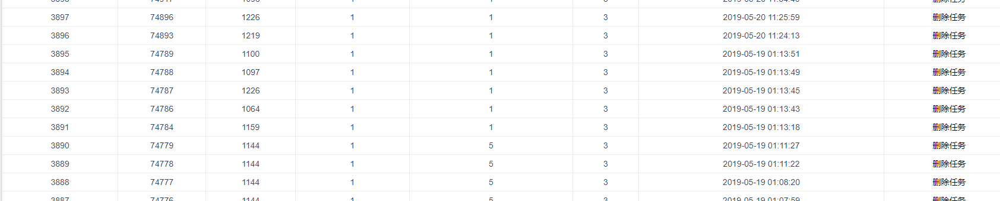 3897 74896 1226 1 1 3 2019-05-20 11:25:59 删除任务
3896 74893 1219 1 1 3 2019-05-20 11:24:13 删除任务
3895 74789 1100 1 1 3 2019-05-19 01:13:51 删除任务
3894 74788 1097 1 1 3 2019-05-19 01:13:49 删除任务
3893 74787 1226 1 1 3 2019-05-19 01:13:45 删除任务
3892 74786 1064 1 1 3 2019-05-19 01:13:43 删除任务
3891 74784 1159 1 1 3 2019-05-19 01:13:18 删除任务
3890 74779 1144 1 5 3 2019-05-19 01:11:27 删除任务
3889 74778 1144 1 5 3 2019-05-19 01:11:22 删除任务
3888 74777 1144 1 5 3 2019-05-19 01:08:20 删除任务
3887 74776 1144 1 5 3 2019-05-19 01:07:59 删除任务